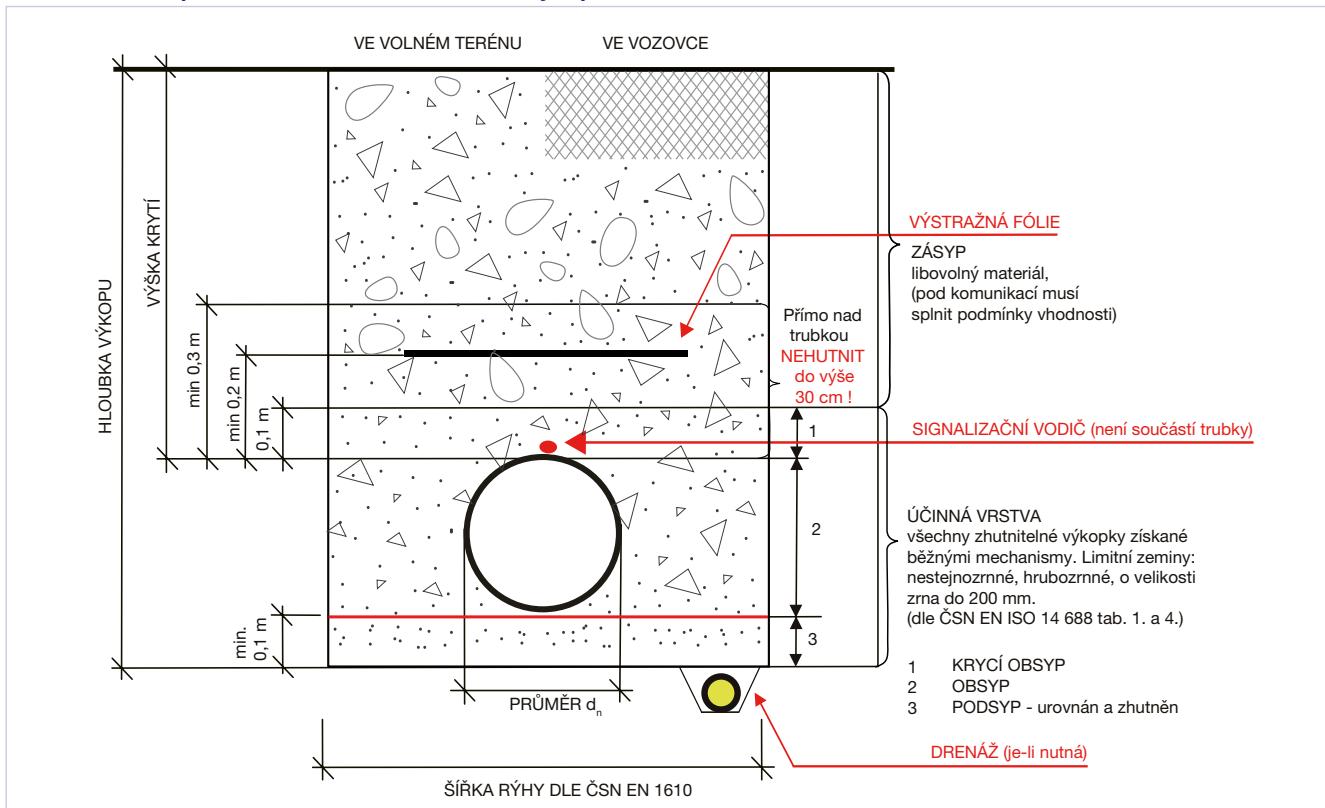 VE VOLNÉM TERÉNU
VE VOZOVCE
HLOUBKA VÝKOPU
VÝŠKA KRYTÍ
min 0,3 m
min 0,2 m
0,1 m
min.
0,1 m
VÝSTRAŽNÁ FÓLIE
ZÁSYP
libovolný materiál,
(pod komunikací musí
splnit podmínky vhodnosti)
Přímo nad
trubkou
NEHUTNIT
do výše
30 cm !
1
SIGNALIZAČNÍ VODIČ (není součástí trubky)
2
ÚČINNÁ VRSTVA
všechny zhutnitelné výkopky získané
běžnými mechanismy. Limitní zeminy:
nestejnozrnné, hrubozrnné, o velikosti
zrna do 200 mm.
(dle ČSN EN ISO 14 688 tab. 1. a 4.)
3
1 KRYCÍ OBSYP
2 OBSYP
3 PODSYP - urovnán a zhutněn
PRŮMĚR dn
DRENÁŽ (je-li nutná)
ŠÍŘKA RÝHY DLE ČSN EN 1610